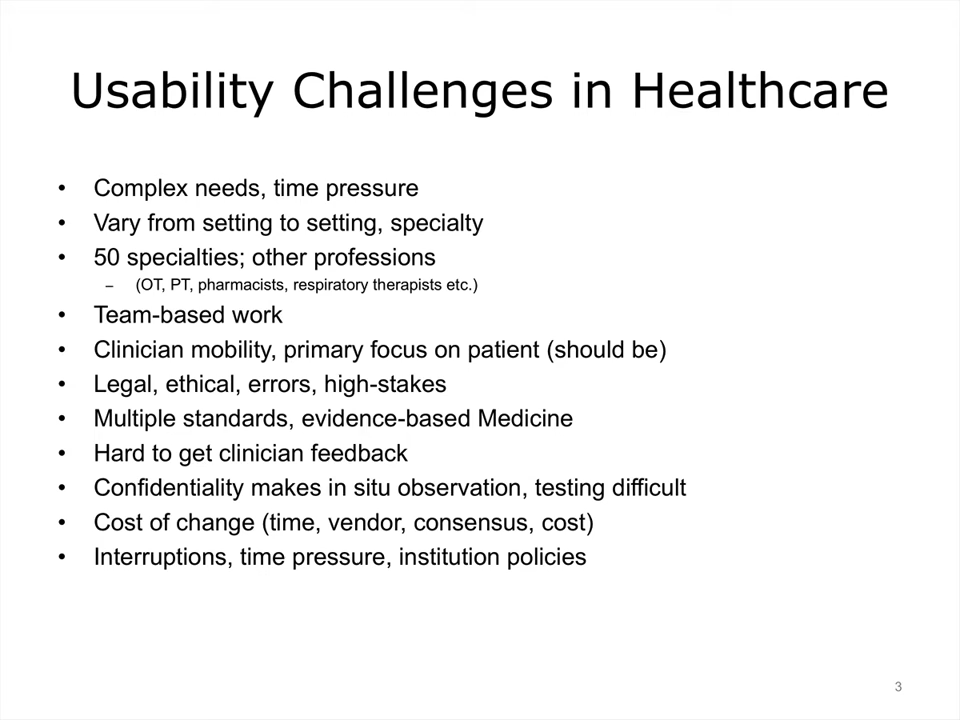 Usability Challenges in Healthcare
• Complex needs, time pressure
• Vary from setting to setting, specialty
• 50 specialties; other professions
– (OT, PT, pharmacists, respiratory therapists etc.)
• Team-based work
• Clinician mobility, primary focus on patient (should be)
• Legal, ethical, errors, high-stakes
• Multiple standards, evidence-based Medicine
• Hard to get clinician feedback
• Confidentiality makes in situ observation, testing difficult
• Cost of change (time, vendor, consensus, cost)
• Interruptions, time pressure, institution policies
3